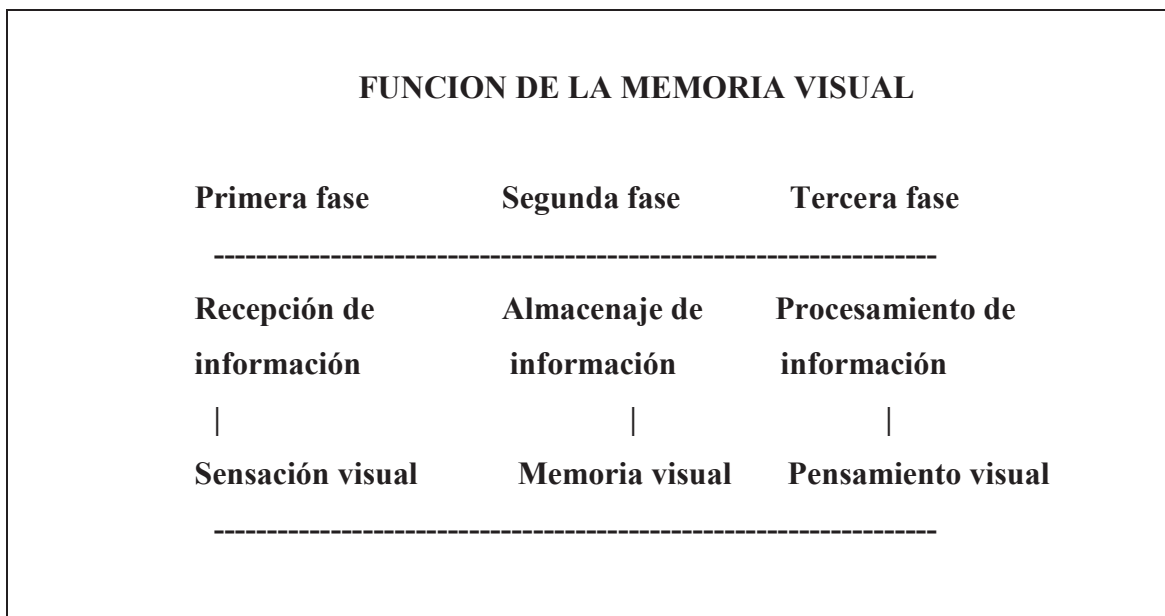 FUNCION DE LA MEMORIA VISUAL
Primera fase Segunda fase Tercera fase
--------------------------------------------------------------------
Recepción de Almacenaje de Procesamiento de
información información información
| | |
Sensación visual Memoria visual Pensamiento visual
--------------------------------------------------------------------